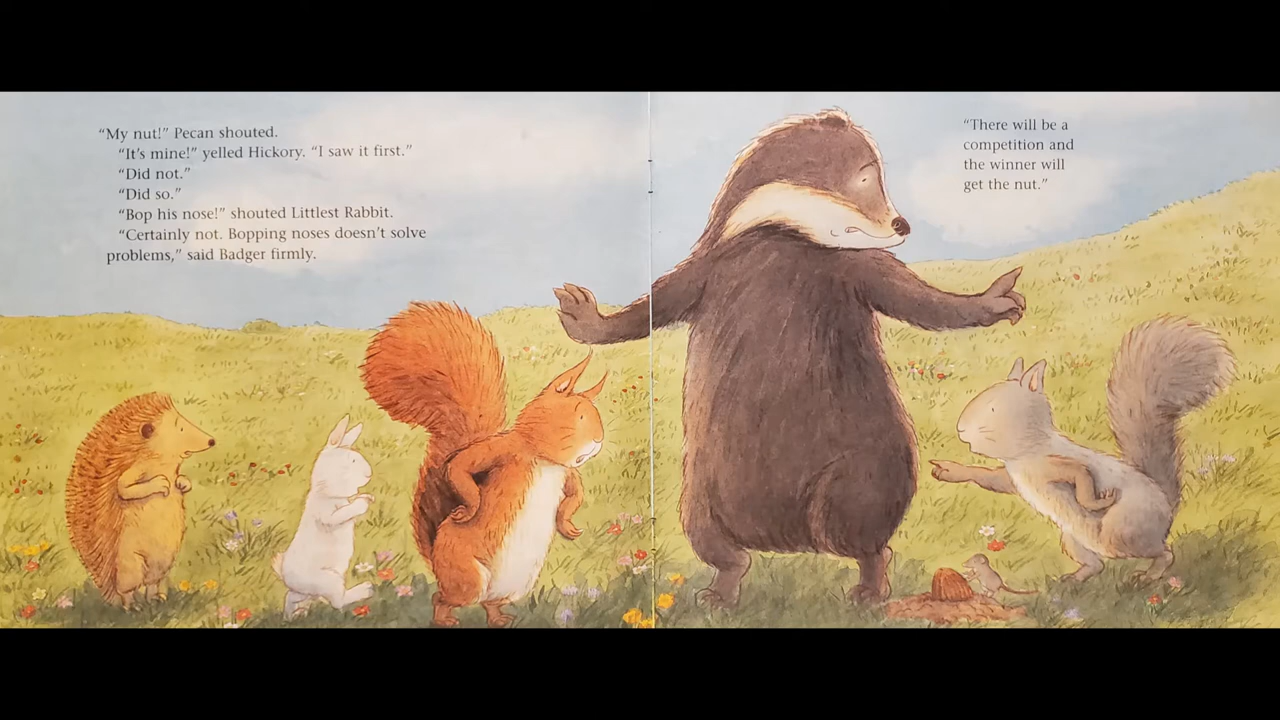 “My nut!” Pecan shouted.
“It’s mine!” yelled Hickory. “I saw it first.”
“Did not.”
“Did so.”
“Bop his nose!” shouted Littlest Rabbit.
“Certainly not. Bopping noses doesn’t solve
problems,” said Badger firmly.
“There will be a
competition and
the winner will
get the nut.”